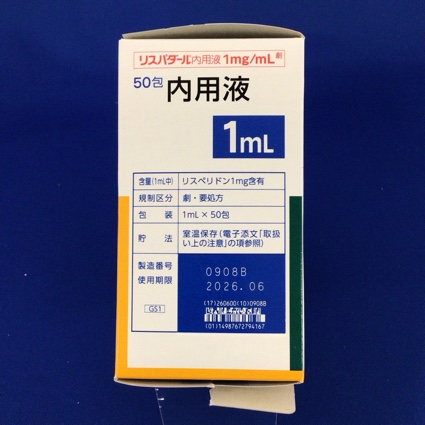 リスパダール内用液1mg/mL 劇
50包
内用液
1mL
含量(1mL中) リスペリドン1mg含有
規制区分 劇・要処方
包装 1mL×50包
貯法 室温保存(電子添文「取扱
い上の注意」の項参照)
製造番号 0908B
使用期限 2026.06
GS1
(17)260600(10)0908B
(01)14987672794167